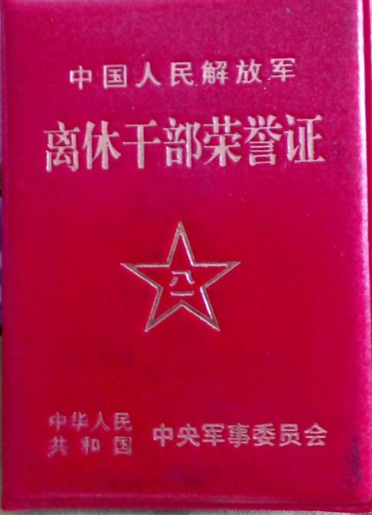 中国人民解放军
离休干部荣誉证
八一
中华人民
共和国
中央军事委员会